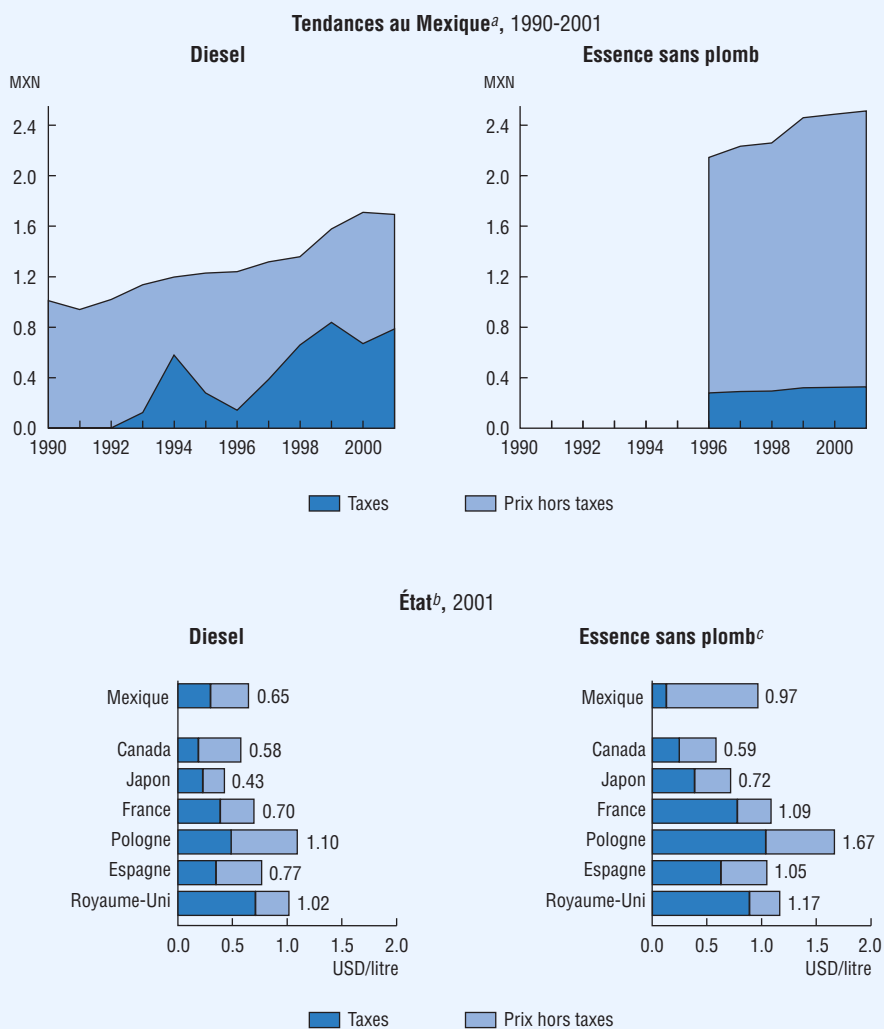 Tendances au Mexiqueᵃ, 1990-2001
Diesel
MXN
2.4
2.0
1.6
1.2
0.8
0.4
0.0
1990 1992 1994 1996 1998 2000
Essence sans plomb
MXN
2.4
2.0
1.6
1.2
0.8
0.4
0.0
1990 1992 1994 1996 1998 2000
Taxes Prix hors taxes
Étatᵇ, 2001
Diesel
Mexique 0.65
Canada 0.58
Japon 0.43
France 0.70
Pologne 1.10
Espagne 0.77
Royaume-Uni 1.02
0.0 0.5 1.0 1.5 2.0
USD/litre
Essence sans plombᶜ
Mexique 0.97
Canada 0.59
Japon 0.72
France 1.09
Pologne 1.67
Espagne 1.05
Royaume-Uni 1.17
0.0 0.5 1.0 1.5 2.0
USD/litre
Taxes Prix hors taxes